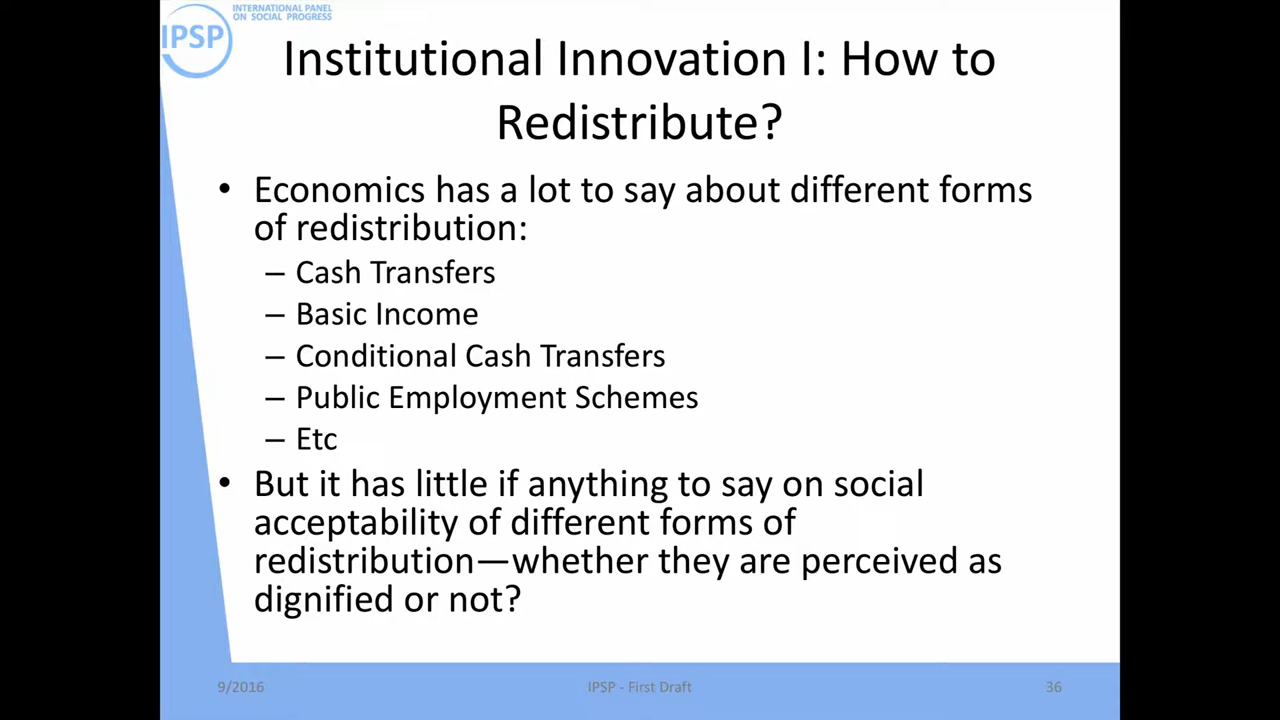 INTERNATIONAL PANEL
ON SOCIAL PROGRESS
IPSP
Institutional Innovation I: How to
Redistribute?
• Economics has a lot to say about different forms
of redistribution:
– Cash Transfers
– Basic Income
– Conditional Cash Transfers
– Public Employment Schemes
– Etc
• But it has little if anything to say on social
acceptability of different forms of
redistribution—whether they are perceived as
dignified or not?
9/2016
IPSP - First Draft
36